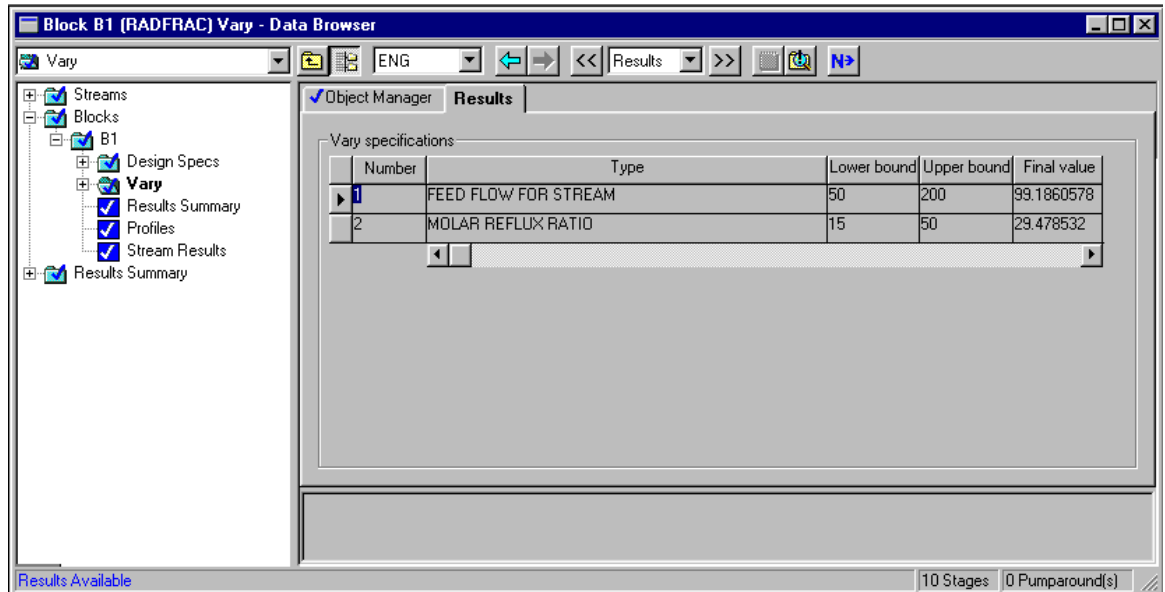 Block B1 (RADFRAC) Vary - Data Browser
Vary ENG << Results >> N
Streams
Blocks
B1
Design Specs
Vary
Results Summary
Profiles
Stream Results
Results Summary
Object Manager Results
Vary specifications
Number Type Lower bound Upper bound Final value
1 FEED FLOW FOR STREAM 50 200 99.1860578
2 MOLAR REFLUX RATIO 15 50 29.478532
Results Available 10 Stages 0 Pumparound(s)